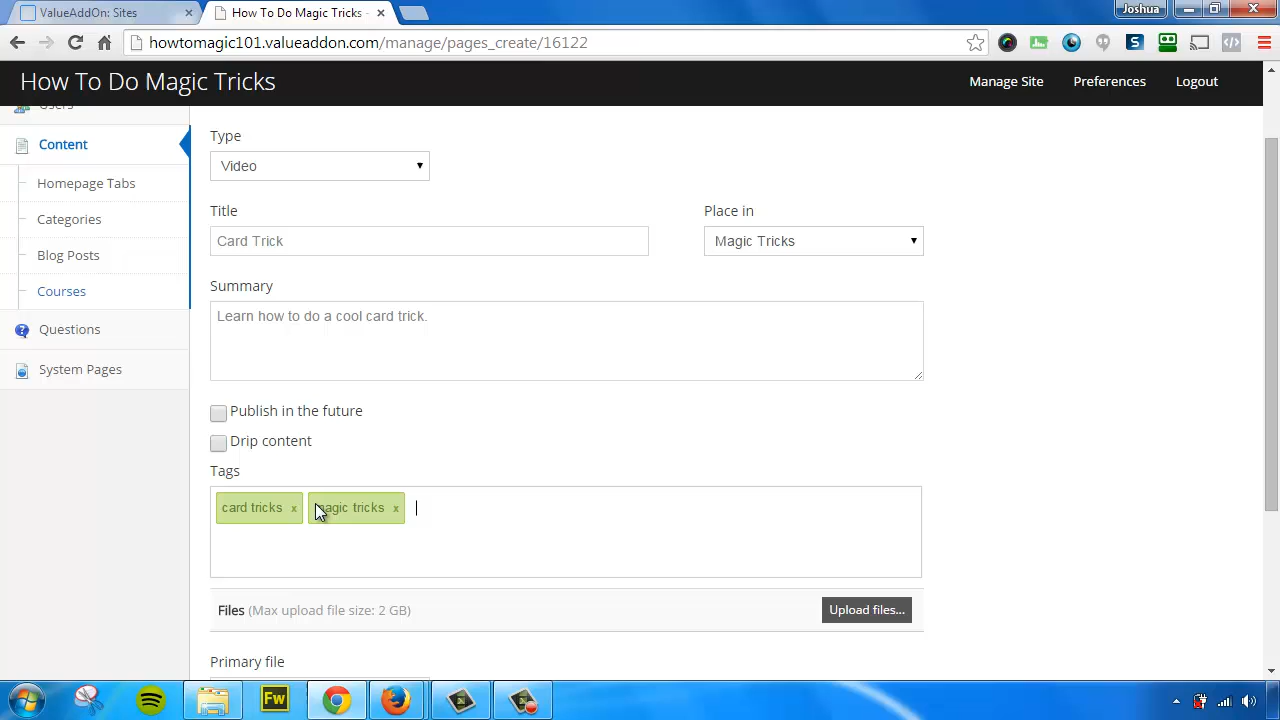 ValueAddOn: Sites
How To Do Magic Tricks -
Joshua
howtomagic101.valueaddon.com/manage/pages_create/16122
How To Do Magic Tricks
Manage Site
Preferences
Logout
Users
Content
Homepage Tabs
Categories
Blog Posts
Courses
Questions
System Pages
Type
Video
Title
Place in
Card Trick
Magic Tricks
Summary
Learn how to do a cool card trick.
Publish in the future
Drip content
Tags
card tricks x
magic tricks x
Files (Max upload file size: 2 GB)
Upload files...
Primary file
Fw